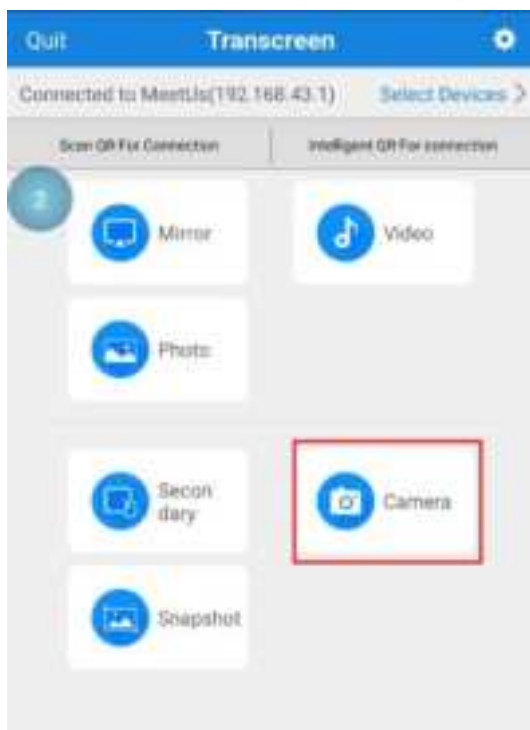 Quit
Transcreen
Connected to MeetUs(192.168.43.1)
Select Devices >
Scan QR For Connection
Intelligent QR For connection
2
Mirror
Video
Photo
Secon
dary
Camera
Snapshot